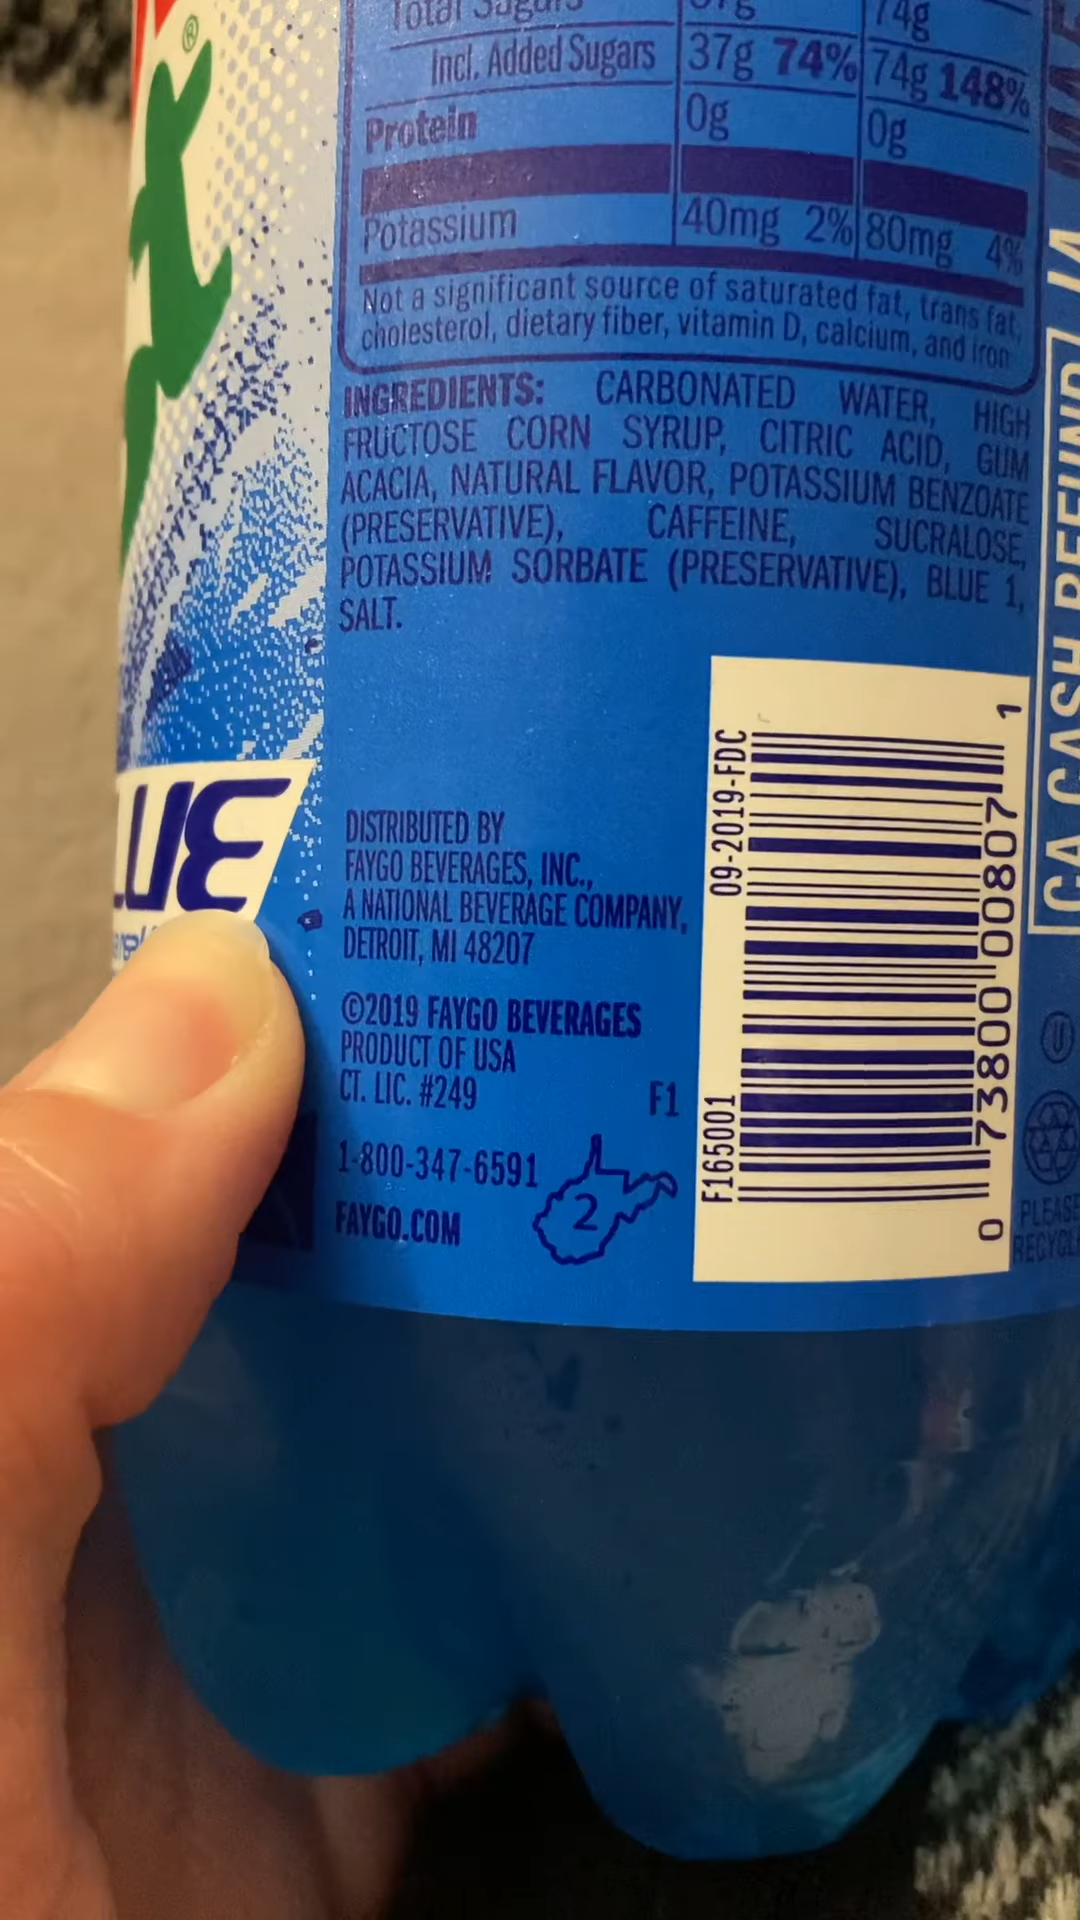 ®
Total Sugars 37g 74g
Incl. Added Sugars 37g 74% 74g 148%
Protein 0g 0g
Potassium 40mg 2% 80mg 4%
Not a significant source of saturated fat, trans fat,
cholesterol, dietary fiber, vitamin D, calcium, and iron
INGREDIENTS: CARBONATED WATER, HIGH
FRUCTOSE CORN SYRUP, CITRIC ACID, GUM
ACACIA, NATURAL FLAVOR, POTASSIUM BENZOATE
(PRESERVATIVE), CAFFEINE, SUCRALOSE,
POTASSIUM SORBATE (PRESERVATIVE), BLUE 1,
SALT.
LUE
DISTRIBUTED BY
FAYGO BEVERAGES, INC.,
A NATIONAL BEVERAGE COMPANY,
DETROIT, MI 48207
©2019 FAYGO BEVERAGES
PRODUCT OF USA
CT. LIC. #249
F1
1-800-347-6591
2
FAYGO.COM
F165001 09-2019-FDC
0 73800 00807 1
CA CASH REFUND
U
PLEASE
RECYCLE